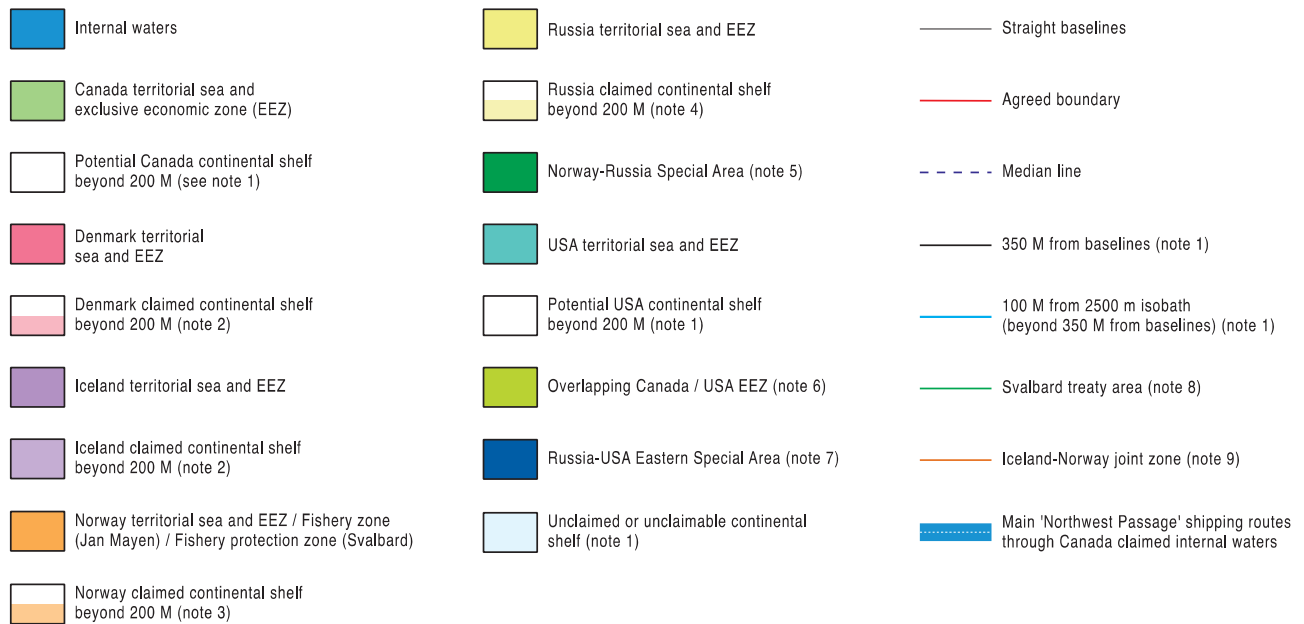 Internal waters
Canada territorial sea and
exclusive economic zone (EEZ)
Potential Canada continental shelf
beyond 200 M (see note 1)
Denmark territorial
sea and EEZ
Denmark claimed continental shelf
beyond 200 M (note 2)
Iceland territorial sea and EEZ
Iceland claimed continental shelf
beyond 200 M (note 2)
Norway territorial sea and EEZ / Fishery zone
(Jan Mayen) / Fishery protection zone (Svalbard)
Norway claimed continental shelf
beyond 200 M (note 3)
Russia territorial sea and EEZ
Russia claimed continental shelf
beyond 200 M (note 4)
Norway-Russia Special Area (note 5)
USA territorial sea and EEZ
Potential USA continental shelf
beyond 200 M (note 1)
Overlapping Canada / USA EEZ (note 6)
Russia-USA Eastern Special Area (note 7)
Unclaimed or unclaimable continental
shelf (note 1)
Straight baselines
Agreed boundary
Median line
350 M from baselines (note 1)
100 M from 2500 m isobath
(beyond 350 M from baselines) (note 1)
Svalbard treaty area (note 8)
Iceland-Norway joint zone (note 9)
Main 'Northwest Passage' shipping routes
through Canada claimed internal waters